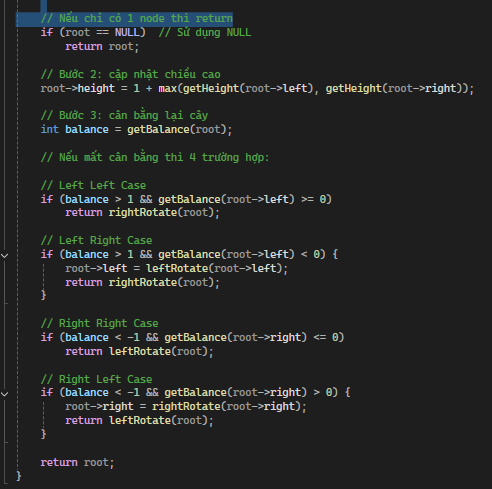 // Nếu chỉ có 1 node thì return
if (root == NULL)  // Sử dụng NULL
    return root;

// Bước 2: cập nhật chiều cao
root->height = 1 + max(getHeight(root->left), getHeight(root->right));

// Bước 3: cân bằng lại cây
int balance = getBalance(root);

// Nếu mất cân bằng thì 4 trường hợp:

// Left Left Case
if (balance > 1 && getBalance(root->left) >= 0)
    return rightRotate(root);

// Left Right Case
if (balance > 1 && getBalance(root->left) < 0) {
    root->left = leftRotate(root->left);
    return rightRotate(root);
}

// Right Right Case
if (balance < -1 && getBalance(root->right) <= 0)
    return leftRotate(root);

// Right Left Case
if (balance < -1 && getBalance(root->right) > 0) {
    root->right = rightRotate(root->right);
    return leftRotate(root);
}

return root;
}